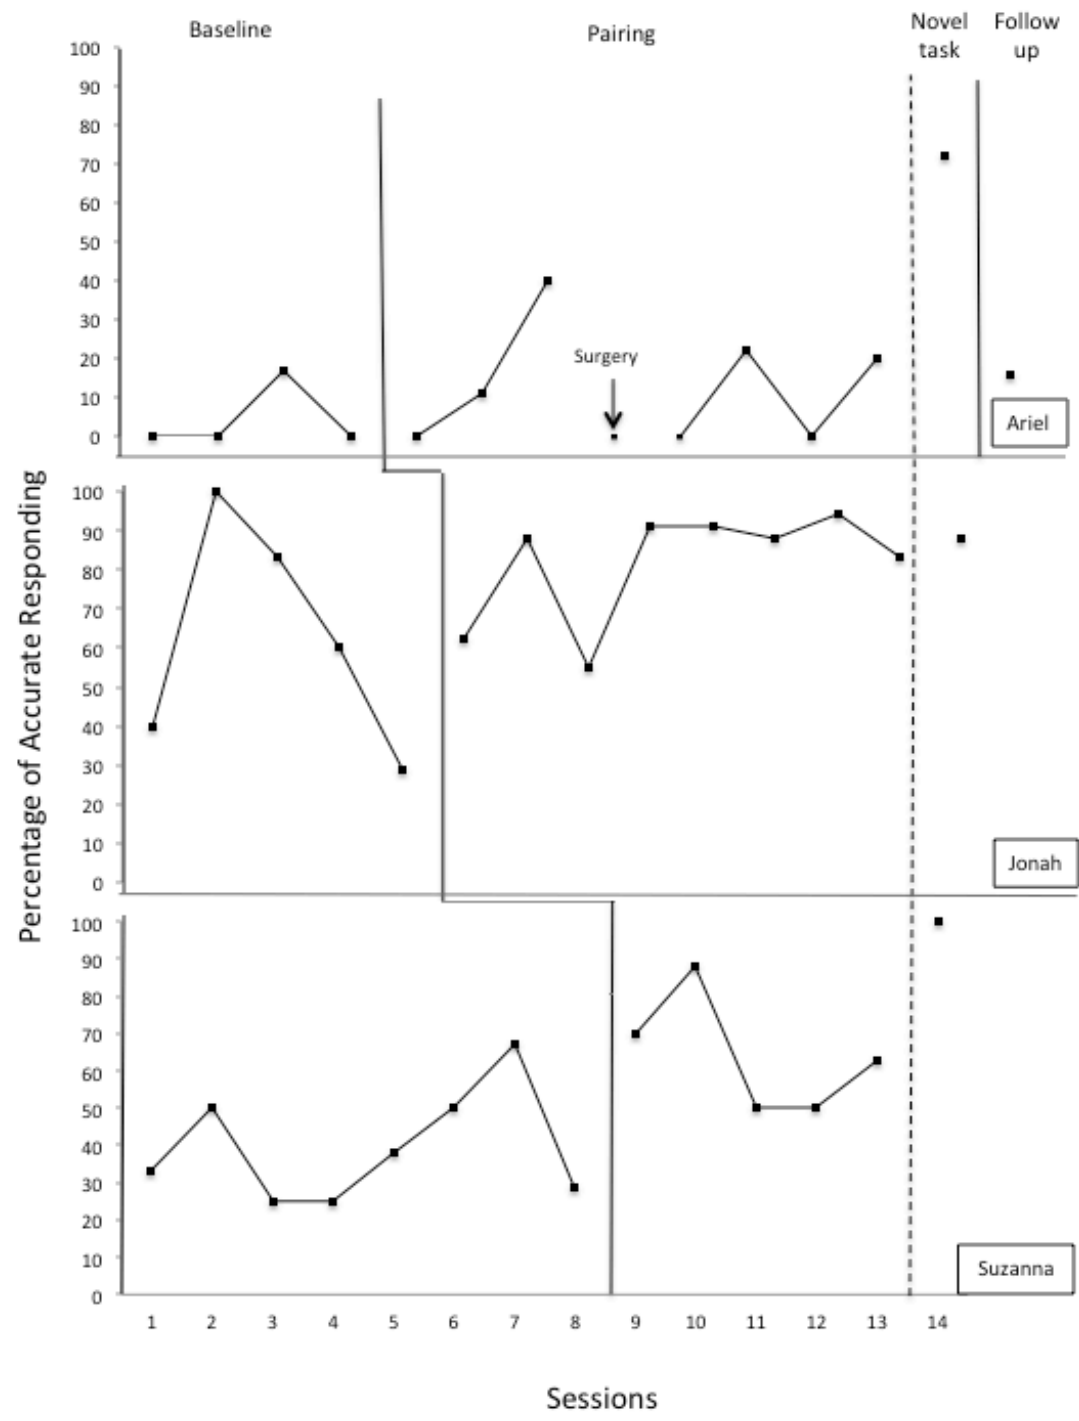 Baseline
Pairing
Novel
task
Follow
up
100
90
80
70
60
50
40
30
20
10
0
Surgery
Ariel
Percentage of Accurate Responding
100
90
80
70
60
50
40
30
20
10
0
Jonah
100
90
80
70
60
50
40
30
20
10
0
Suzanna
1 2 3 4 5 6 7 8 9 10 11 12 13 14
Sessions